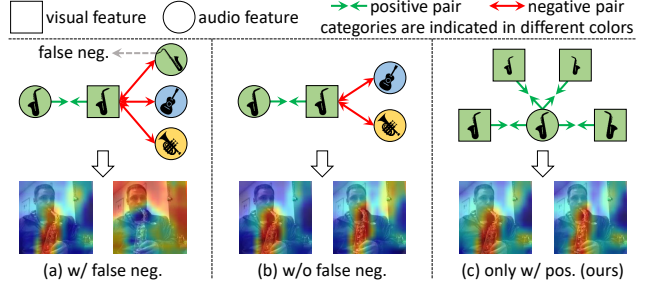 visual feature
audio feature
positive pair
negative pair
categories are indicated in different colors
false neg.
(a) w/ false neg.
(b) w/o false neg.
(c) only w/ pos. (ours)